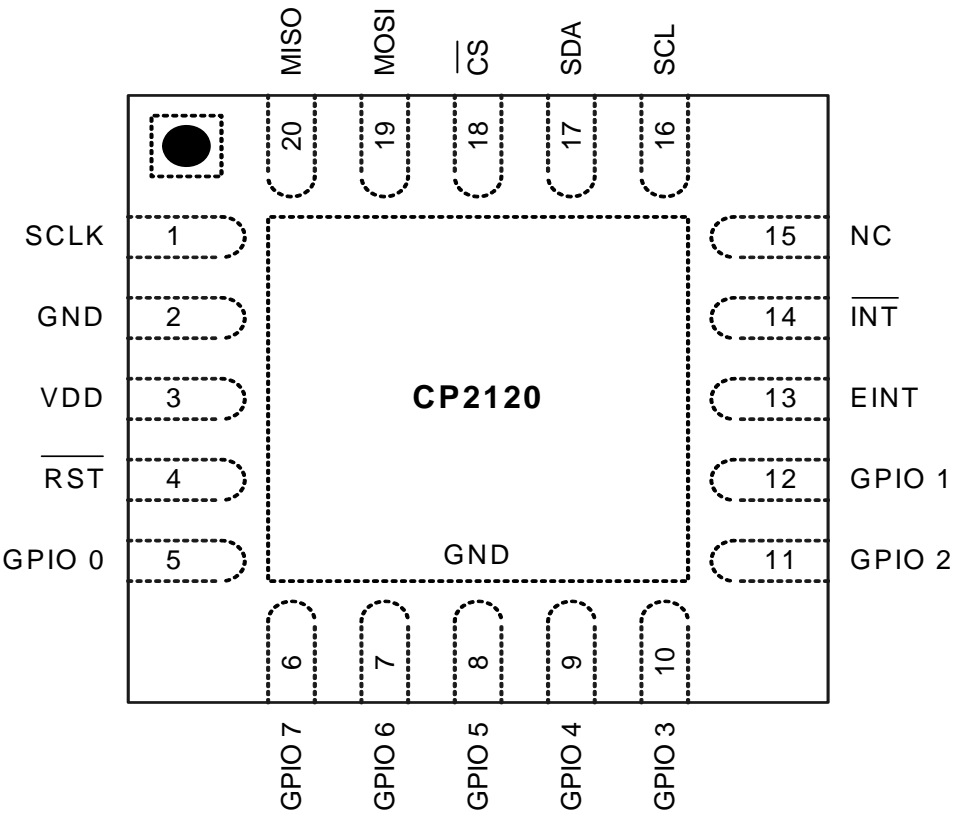 MISO
MOSI
CS
SDA
SCL
20
19
18
17
16
SCLK
1
15
NC
GND
2
14
INT
VDD
3
CP2120
13
EINT
RST
4
12
GPIO 1
GPIO 0
5
GND
11
GPIO 2
6
7
8
9
10
GPIO 7
GPIO 6
GPIO 5
GPIO 4
GPIO 3